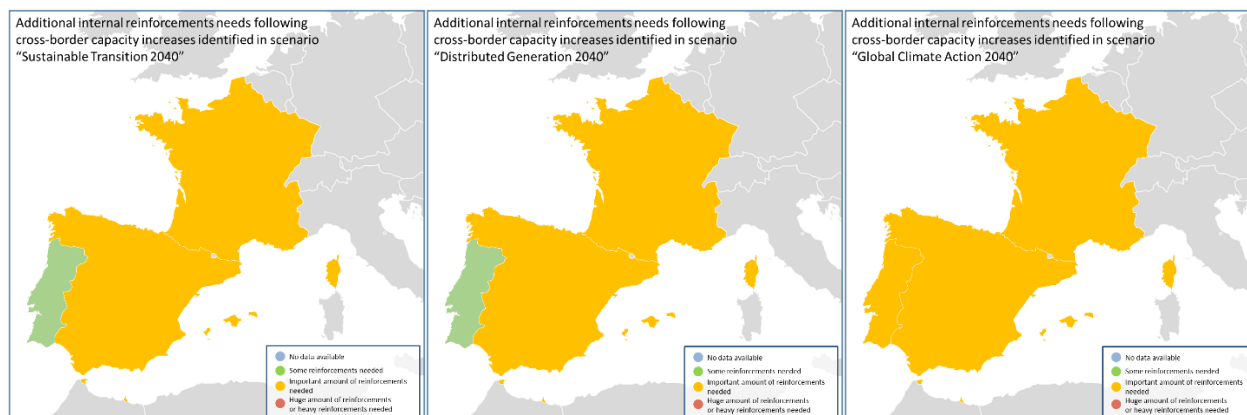 Additional internal reinforcements needs following
cross-border capacity increases identified in scenario
“Sustainable Transition 2040”
No data available
Some reinforcements needed
Important amount of reinforcements
needed
Huge amount of reinforcements
or heavy reinforcements needed
Additional internal reinforcements needs following
cross-border capacity increases identified in scenario
“Distributed Generation 2040”
No data available
Some reinforcements needed
Important amount of reinforcements
needed
Huge amount of reinforcements
or heavy reinforcements needed
Additional internal reinforcements needs following
cross-border capacity increases identified in scenario
“Global Climate Action 2040”
No data available
Some reinforcements needed
Important amount of reinforcements
needed
Huge amount of reinforcements
or heavy reinforcements needed